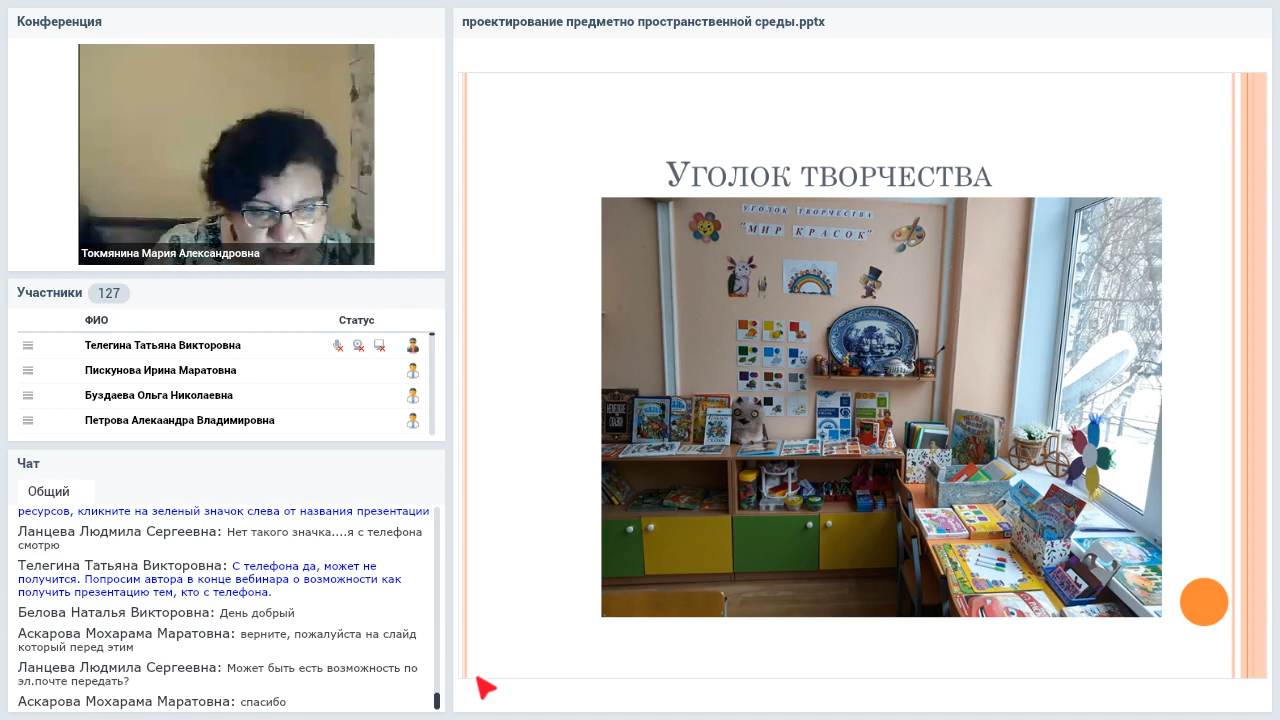 Конференция
Токмянина Мария Александровна
Участники 127
ФИО Статус
Телегина Татьяна Викторовна
Пискунова Ирина Маратовна
Буздаева Ольга Николаевна
Петрова Алекаандра Владимировна
Чат
Общий
ресурсов, кликните на зеленый значок слева от названия презентации
Ланцева Людмила Сергеевна: Нет такого значка....я с телефона
смотрю
Телегина Татьяна Викторовна: С телефона да, может не
получится. Попросим автора в конце вебинара о возможности как
получить презентацию тем, кто с телефона.
Белова Наталья Викторовна: День добрый
Аскарова Мохарама Маратовна: верните, пожалуйста на слайд
который перед этим
Ланцева Людмила Сергеевна: Может быть есть возможность по
эл.почте передать?
Аскарова Мохарама Маратовна: спасибо
проектирование предметно пространственной среды.pptx
Уголок творчества
УГОЛОК ТВОРЧЕСТВА
"МИР КРАСОК"